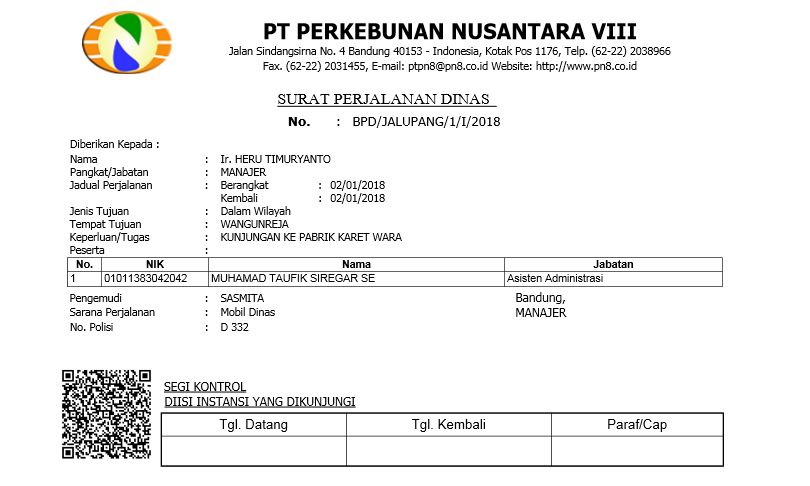 PT PERKEBUNAN NUSANTARA VIII
Jalan Sindangsirna No. 4 Bandung 40153 - Indonesia, Kotak Pos 1176, Telp. (62-22) 2038966
Fax. (62-22) 2031455, E-mail: ptpn8@pn8.co.id Website: http://www.pn8.co.id
SURAT PERJALANAN DINAS
No. : BPD/JALUPANG/1/I/2018
Diberikan Kepada :
Nama : Ir. HERU TIMURYANTO
Pangkat/Jabatan : MANAJER
Jadual Perjalanan : Berangkat : 02/01/2018
Kembali : 02/01/2018
Jenis Tujuan : Dalam Wilayah
Tempat Tujuan : WANGUNREJA
Keperluan/Tugas : KUNJUNGAN KE PABRIK KARET WARA
Peserta :
No. NIK Nama Jabatan
1 01011383042042 MUHAMAD TAUFIK SIREGAR SE Asisten Administrasi
Pengemudi : SASMITA Bandung,
Sarana Perjalanan : Mobil Dinas MANAJER
No. Polisi : D 332
SEGI KONTROL
DIISI INSTANSI YANG DIKUNJUNGI
Tgl. Datang Tgl. Kembali Paraf/Cap